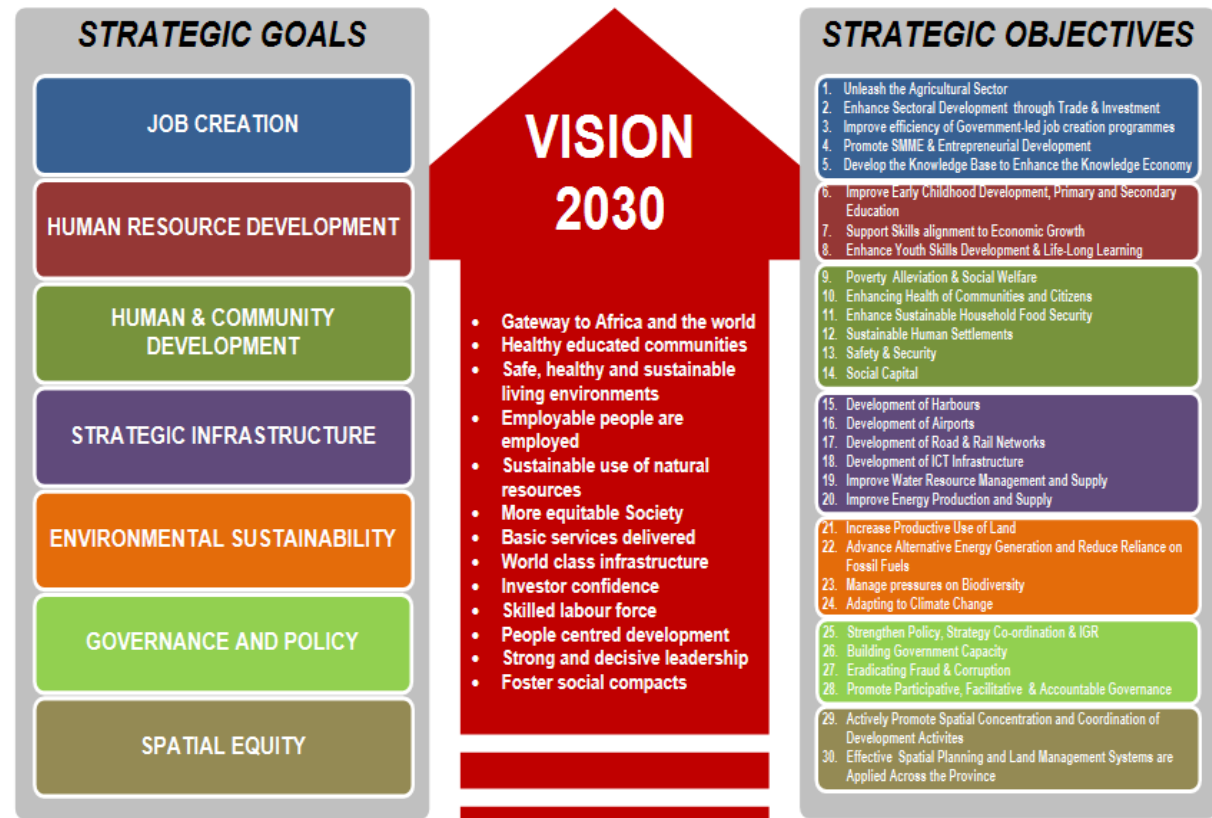 STRATEGIC GOALS
JOB CREATION
HUMAN RESOURCE DEVELOPMENT
HUMAN & COMMUNITY
DEVELOPMENT
STRATEGIC INFRASTRUCTURE
ENVIRONMENTAL SUSTAINABILITY
GOVERNANCE AND POLICY
SPATIAL EQUITY
VISION
2030
• Gateway to Africa and the world
• Healthy educated communities
• Safe, healthy and sustainable
living environments
• Employable people are
employed
• Sustainable use of natural
resources
• More equitable Society
• Basic services delivered
• World class infrastructure
• Investor confidence
• Skilled labour force
• People centred development
• Strong and decisive leadership
• Foster social compacts
STRATEGIC OBJECTIVES
1. Unleash the Agricultural Sector
2. Enhance Sectoral Development through Trade & Investment
3. Improve efficiency of Government-led job creation programmes
4. Promote SMME & Entrepreneurial Development
5. Develop the Knowledge Base to Enhance the Knowledge Economy
6. Improve Early Childhood Development, Primary and Secondary
Education
7. Support Skills alignment to Economic Growth
8. Enhance Youth Skills Development & Life-Long Learning
9. Poverty Alleviation & Social Welfare
10. Enhancing Health of Communities and Citizens
11. Enhance Sustainable Household Food Security
12. Sustainable Human Settlements
13. Safety & Security
14. Social Capital
15. Development of Harbours
16. Development of Airports
17. Development of Road & Rail Networks
18. Development of ICT Infrastructure
19. Improve Water Resource Management and Supply
20. Improve Energy Production and Supply
21. Increase Productive Use of Land
22. Advance Alternative Energy Generation and Reduce Reliance on
Fossil Fuels
23. Manage pressures on Biodiversity
24. Adapting to Climate Change
25. Strengthen Policy, Strategy Co-ordination & IGR
26. Building Government Capacity
27. Eradicating Fraud & Corruption
28. Promote Participative, Facilitative & Accountable Governance
29. Actively Promote Spatial Concentration and Coordination of
Development Activites
30. Effective Spatial Planning and Land Management Systems are
Applied Across the Province